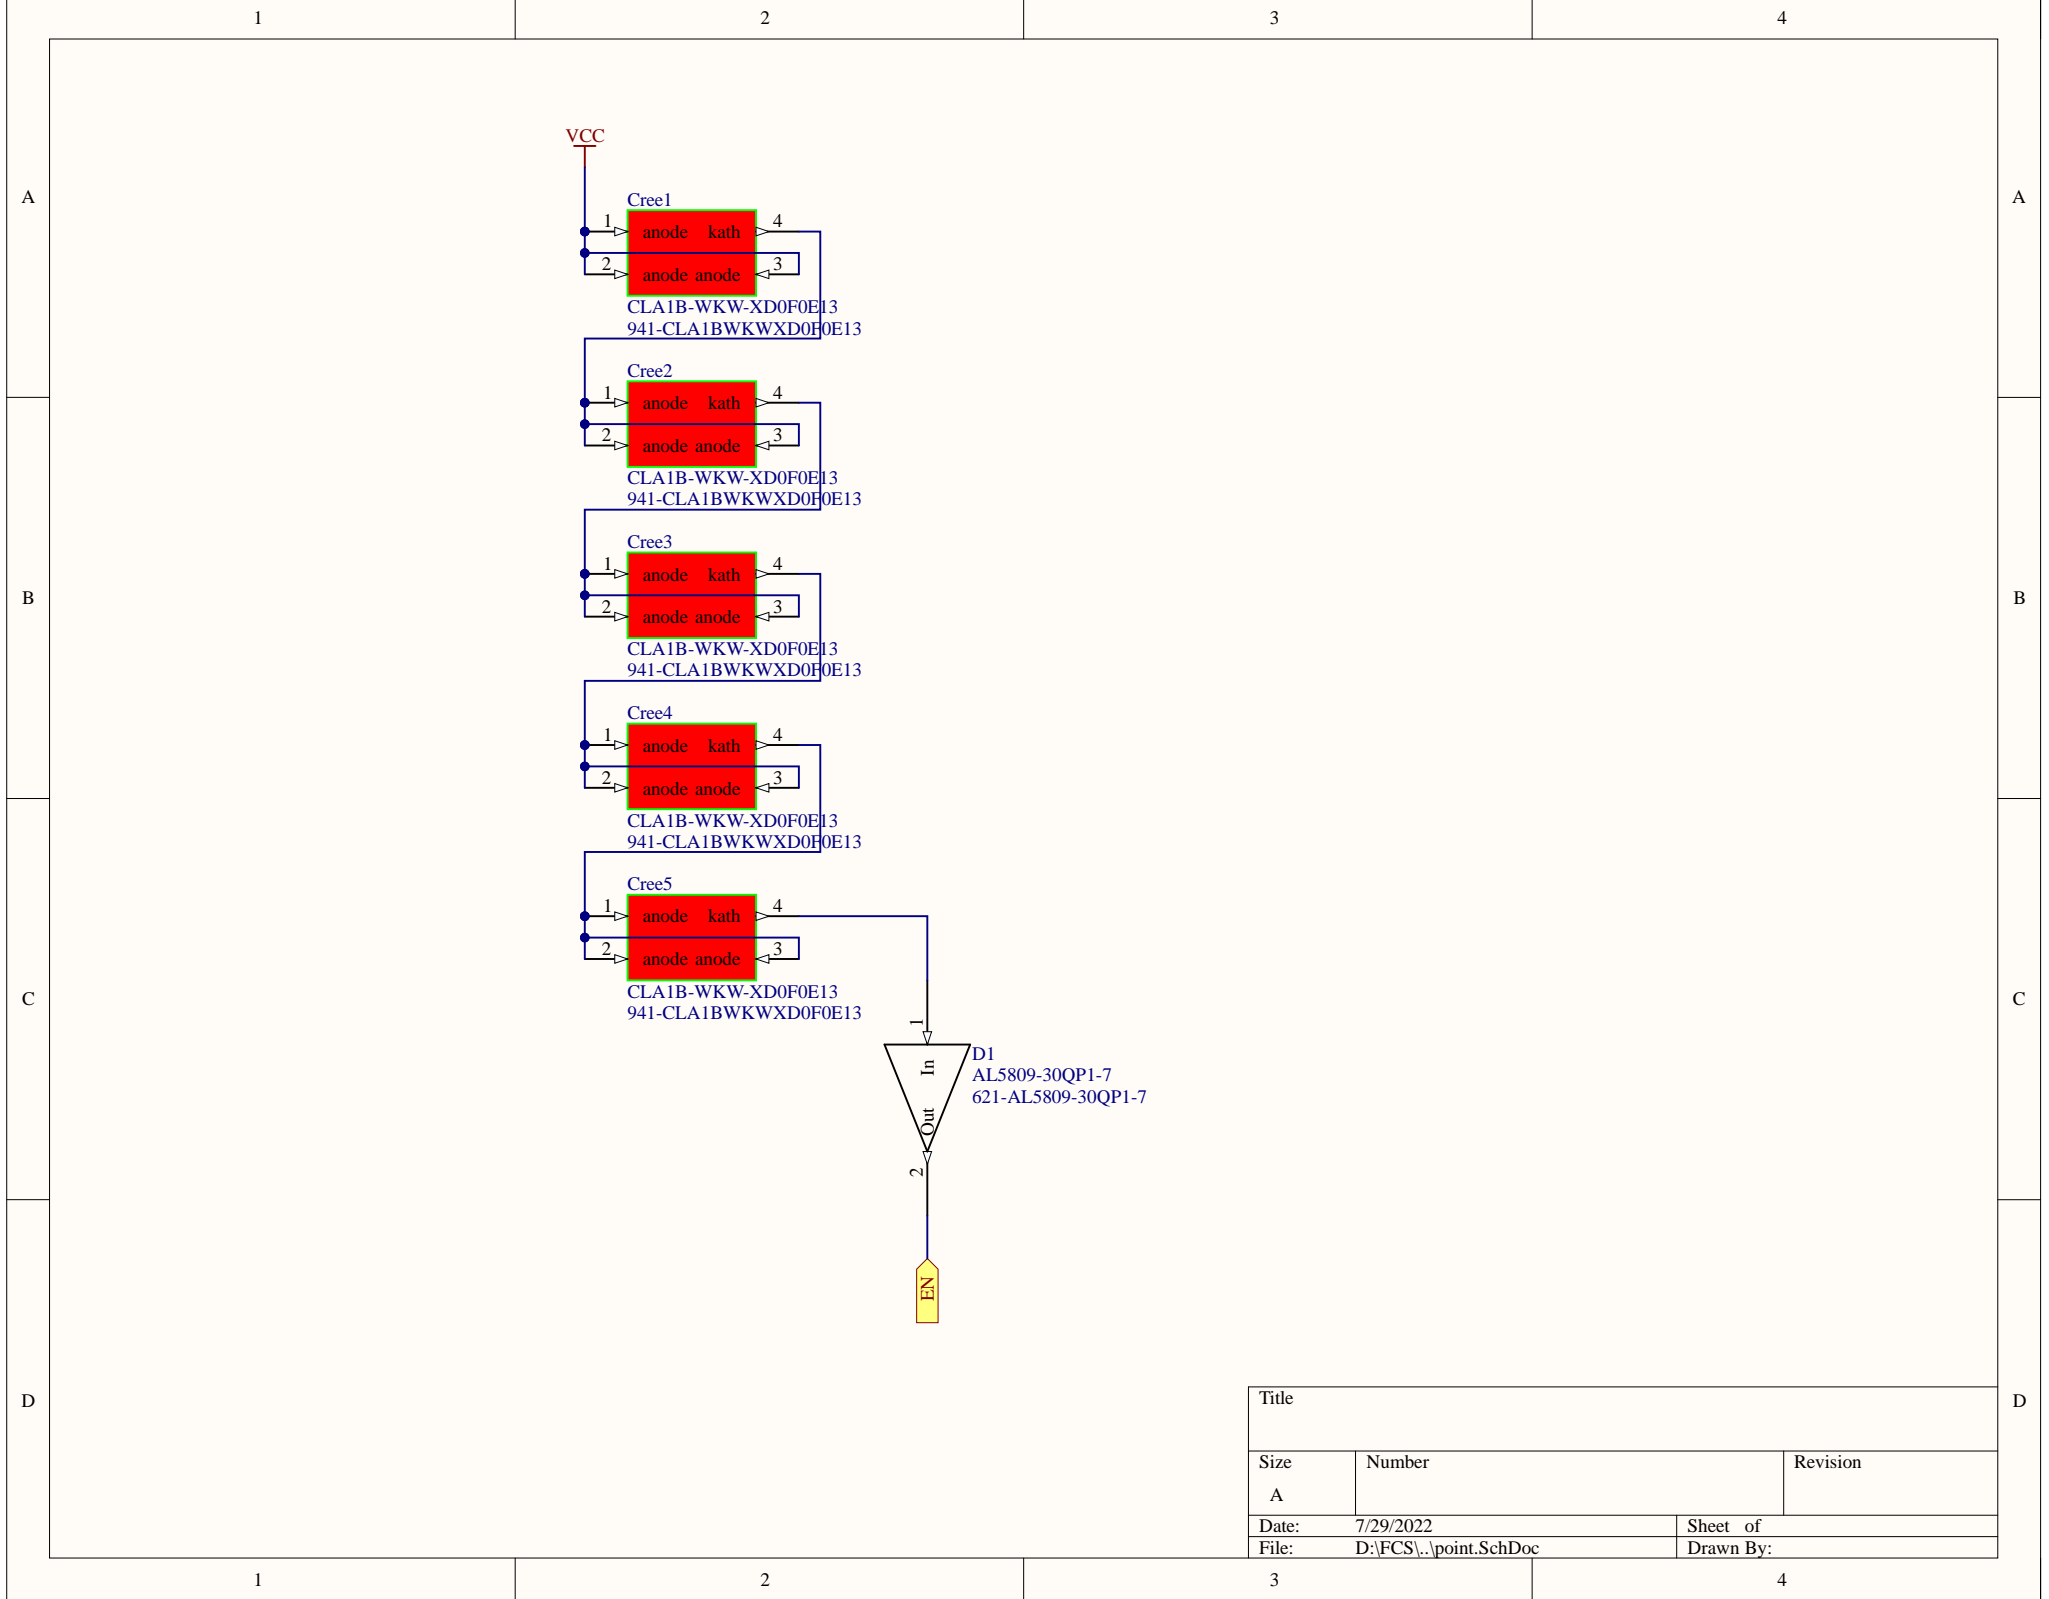 1 2 3 4
A A
B B
C C
D D
VCC
Cree1
1 anode kath 4
2 anode anode 3
CLA1B-WKW-XD0F0E13
941-CLA1BWKWXD0F0E13
Cree2
1 anode kath 4
2 anode anode 3
CLA1B-WKW-XD0F0E13
941-CLA1BWKWXD0F0E13
Cree3
1 anode kath 4
2 anode anode 3
CLA1B-WKW-XD0F0E13
941-CLA1BWKWXD0F0E13
Cree4
1 anode kath 4
2 anode anode 3
CLA1B-WKW-XD0F0E13
941-CLA1BWKWXD0F0E13
Cree5
1 anode kath 4
2 anode anode 3
CLA1B-WKW-XD0F0E13
941-CLA1BWKWXD0F0E13
1
In
Out
2
D1
AL5809-30QP1-7
621-AL5809-30QP1-7
EN
Title
Size Number Revision
A
Date: 7/29/2022 Sheet of
File: D:\FCS\..\point.SchDoc Drawn By:
1 2 3 4